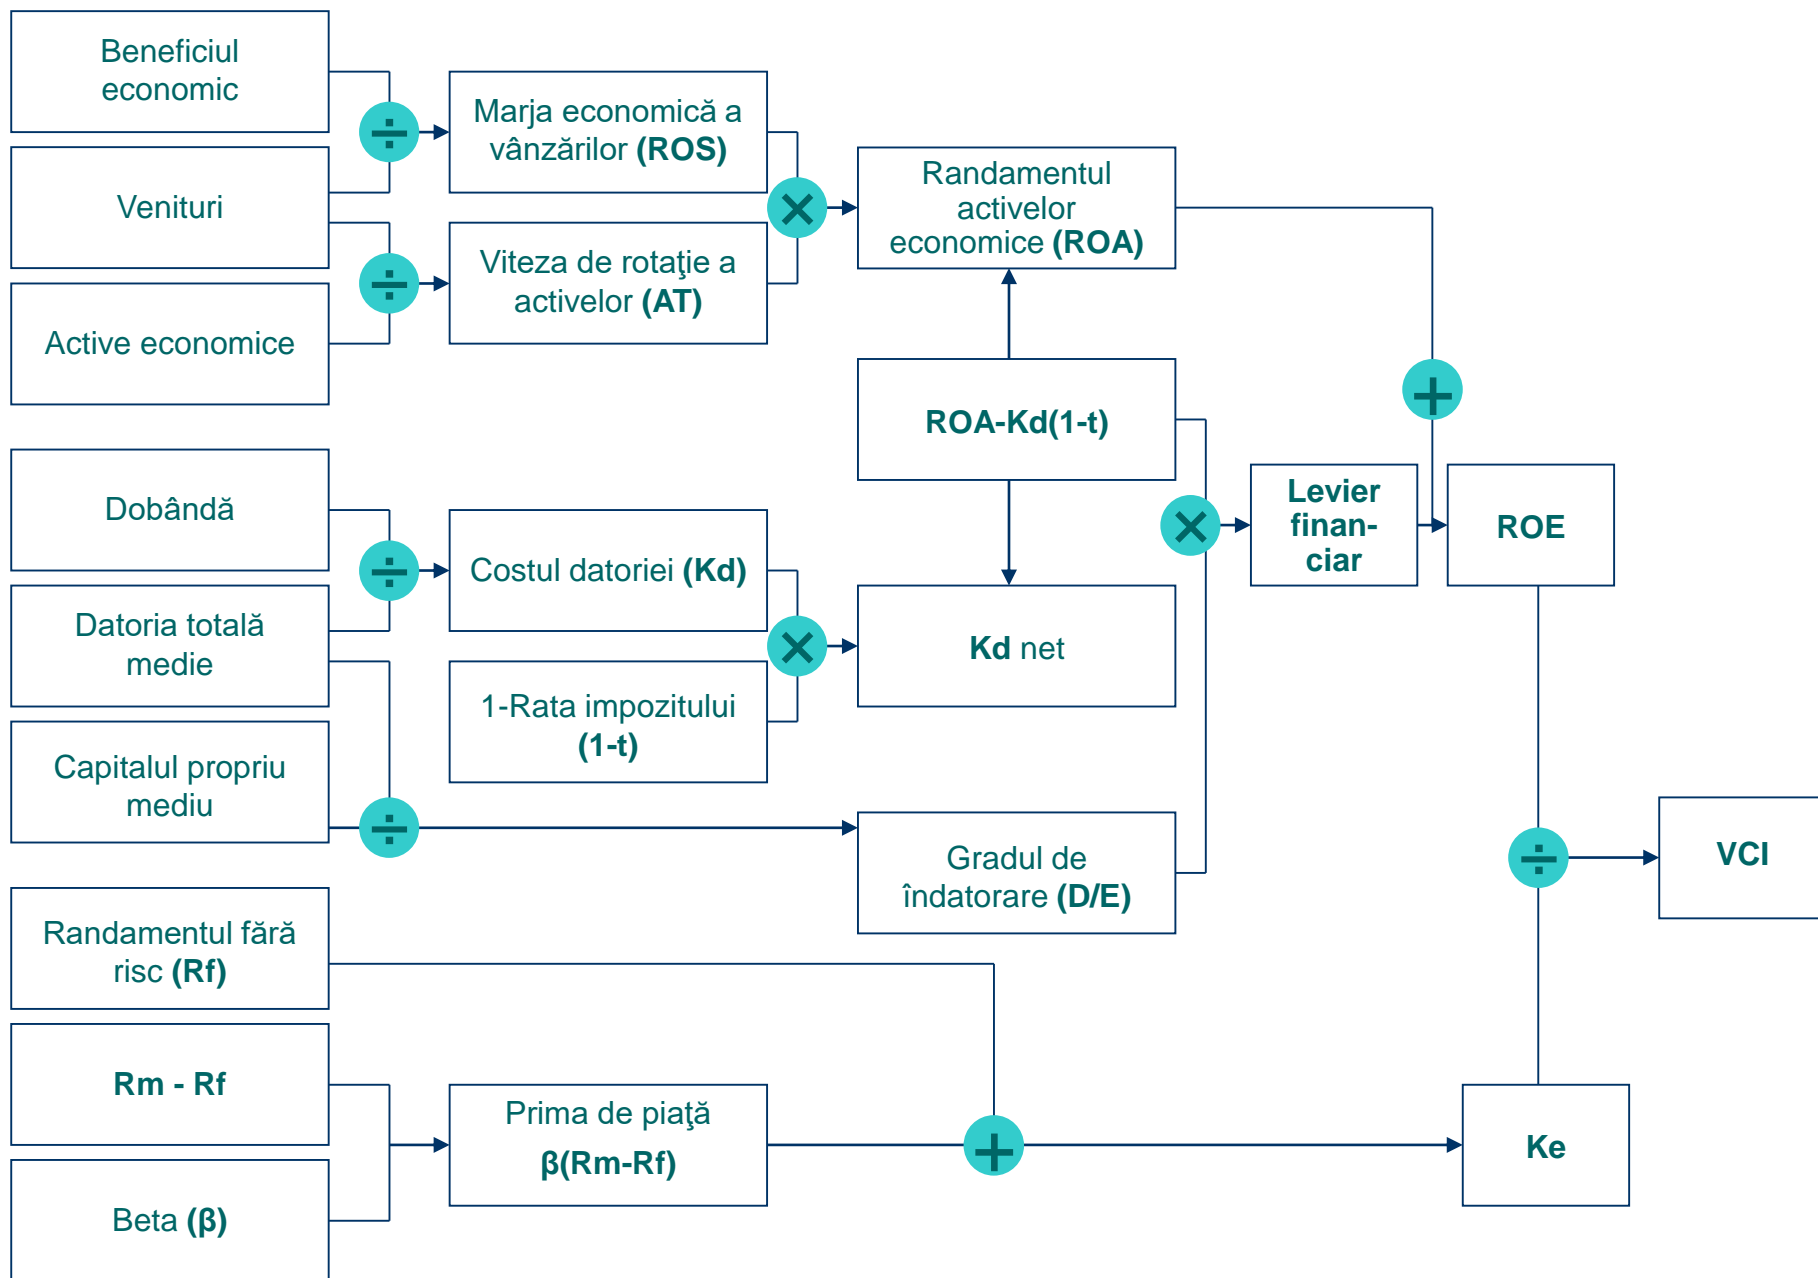 Beneficiul
economic
Venituri
Active economice
Marja economică a
vânzărilor (ROS)
Viteza de rotaţie a
activelor (AT)
Randamentul
activelor
economice (ROA)
ROA-Kd(1-t)
Dobândă
Datoria totală
medie
Capitalul propriu
mediu
Costul datoriei (Kd)
1-Rata impozitului
(1-t)
Kd net
Levier
finan-
ciar
ROE
Gradul de
îndatorare (D/E)
VCI
Randamentul fără
risc (Rf)
Rm - Rf
Beta (β)
Prima de piaţă
β(Rm-Rf)
Ke